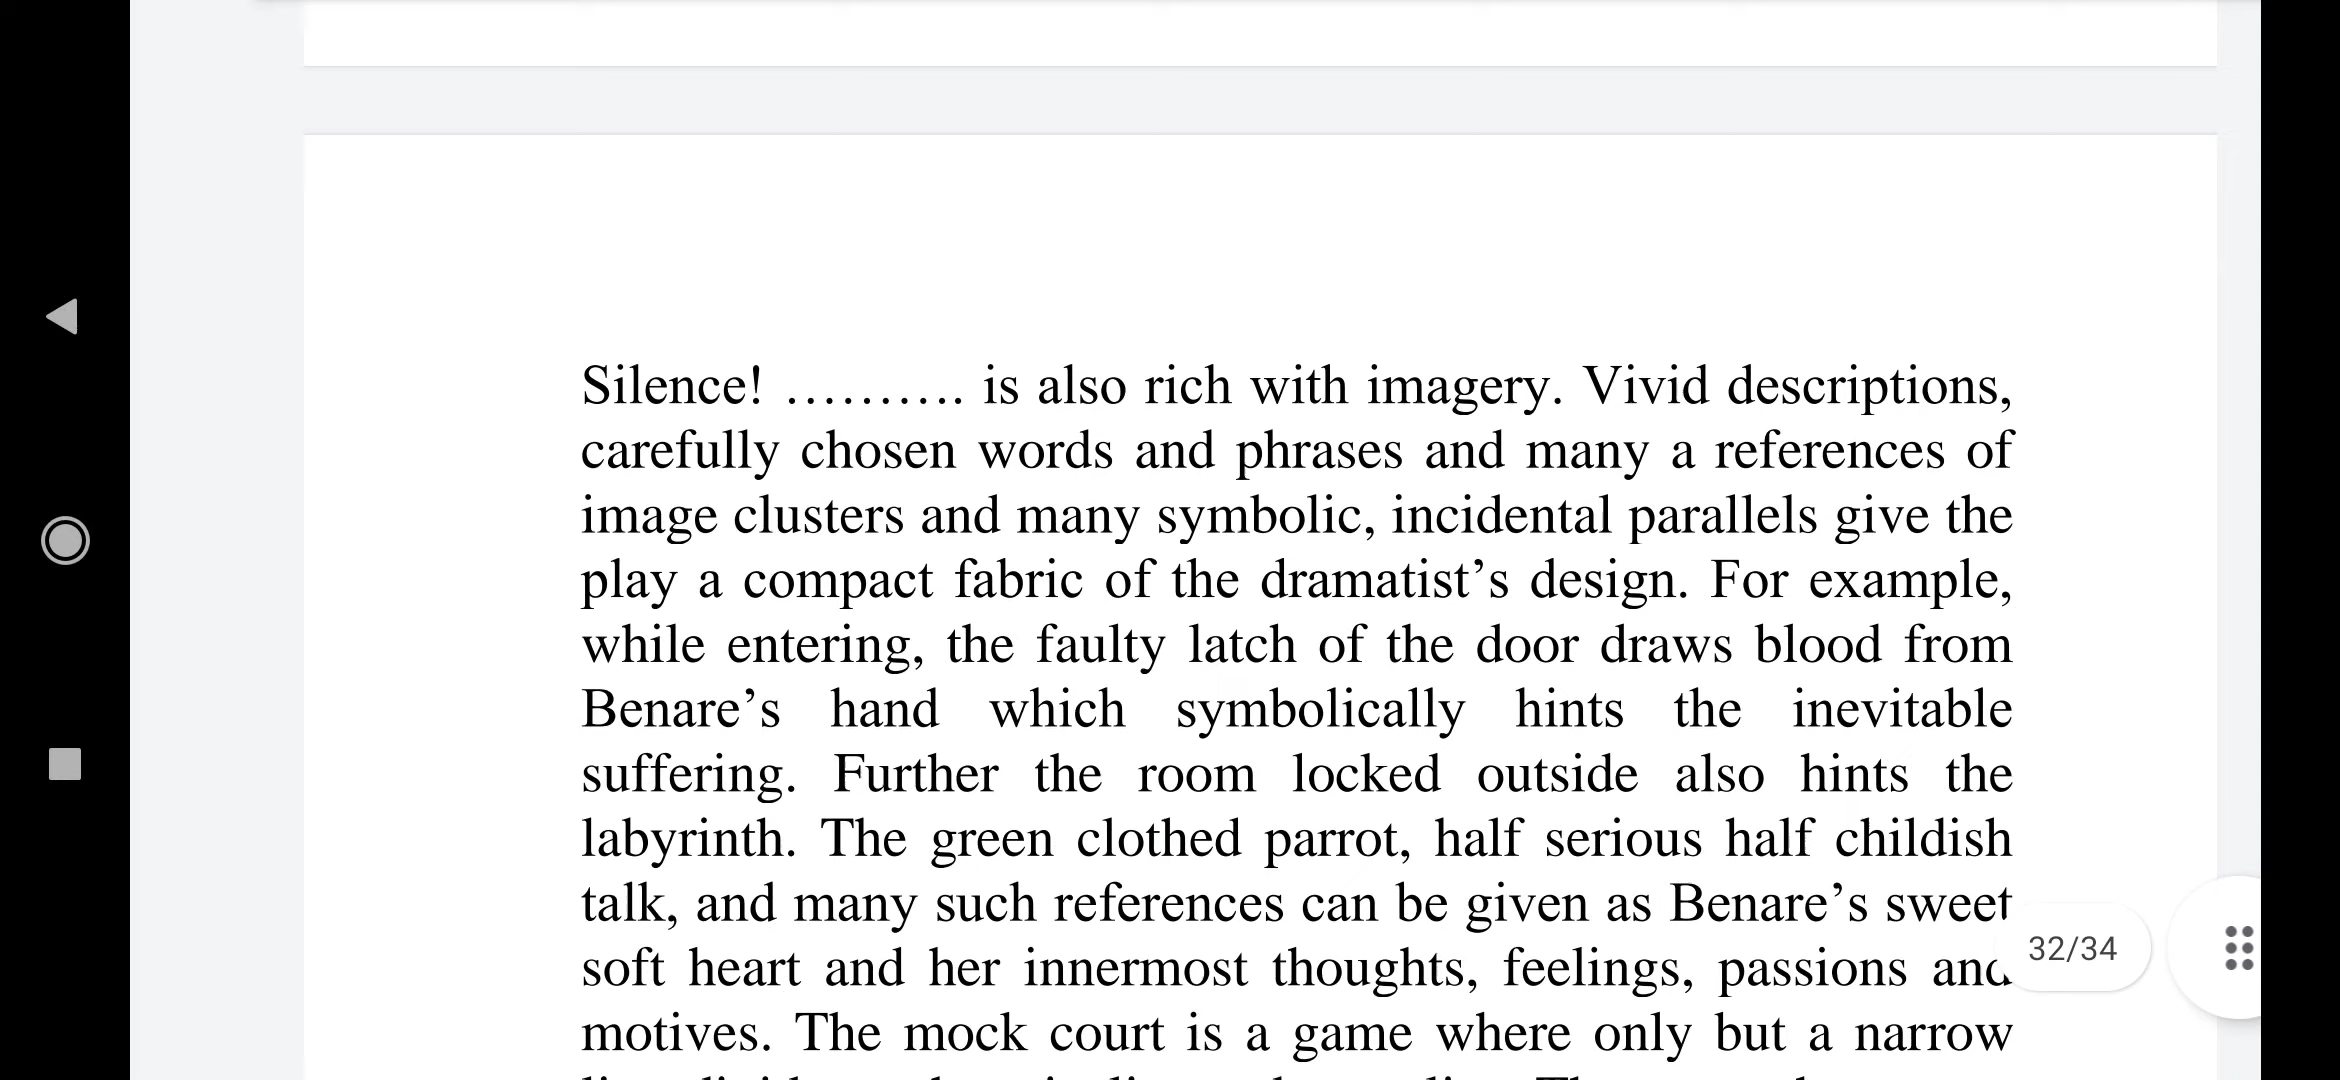 Silence! ………. is also rich with imagery. Vivid descriptions,
carefully chosen words and phrases and many a references of
image clusters and many symbolic, incidental parallels give the
play a compact fabric of the dramatist’s design. For example,
while entering, the faulty latch of the door draws blood from
Benare’s hand which symbolically hints the inevitable
suffering. Further the room locked outside also hints the
labyrinth. The green clothed parrot, half serious half childish
talk, and many such references can be given as Benare’s sweet
soft heart and her innermost thoughts, feelings, passions and
32/34
motives. The mock court is a game where only but a narrow